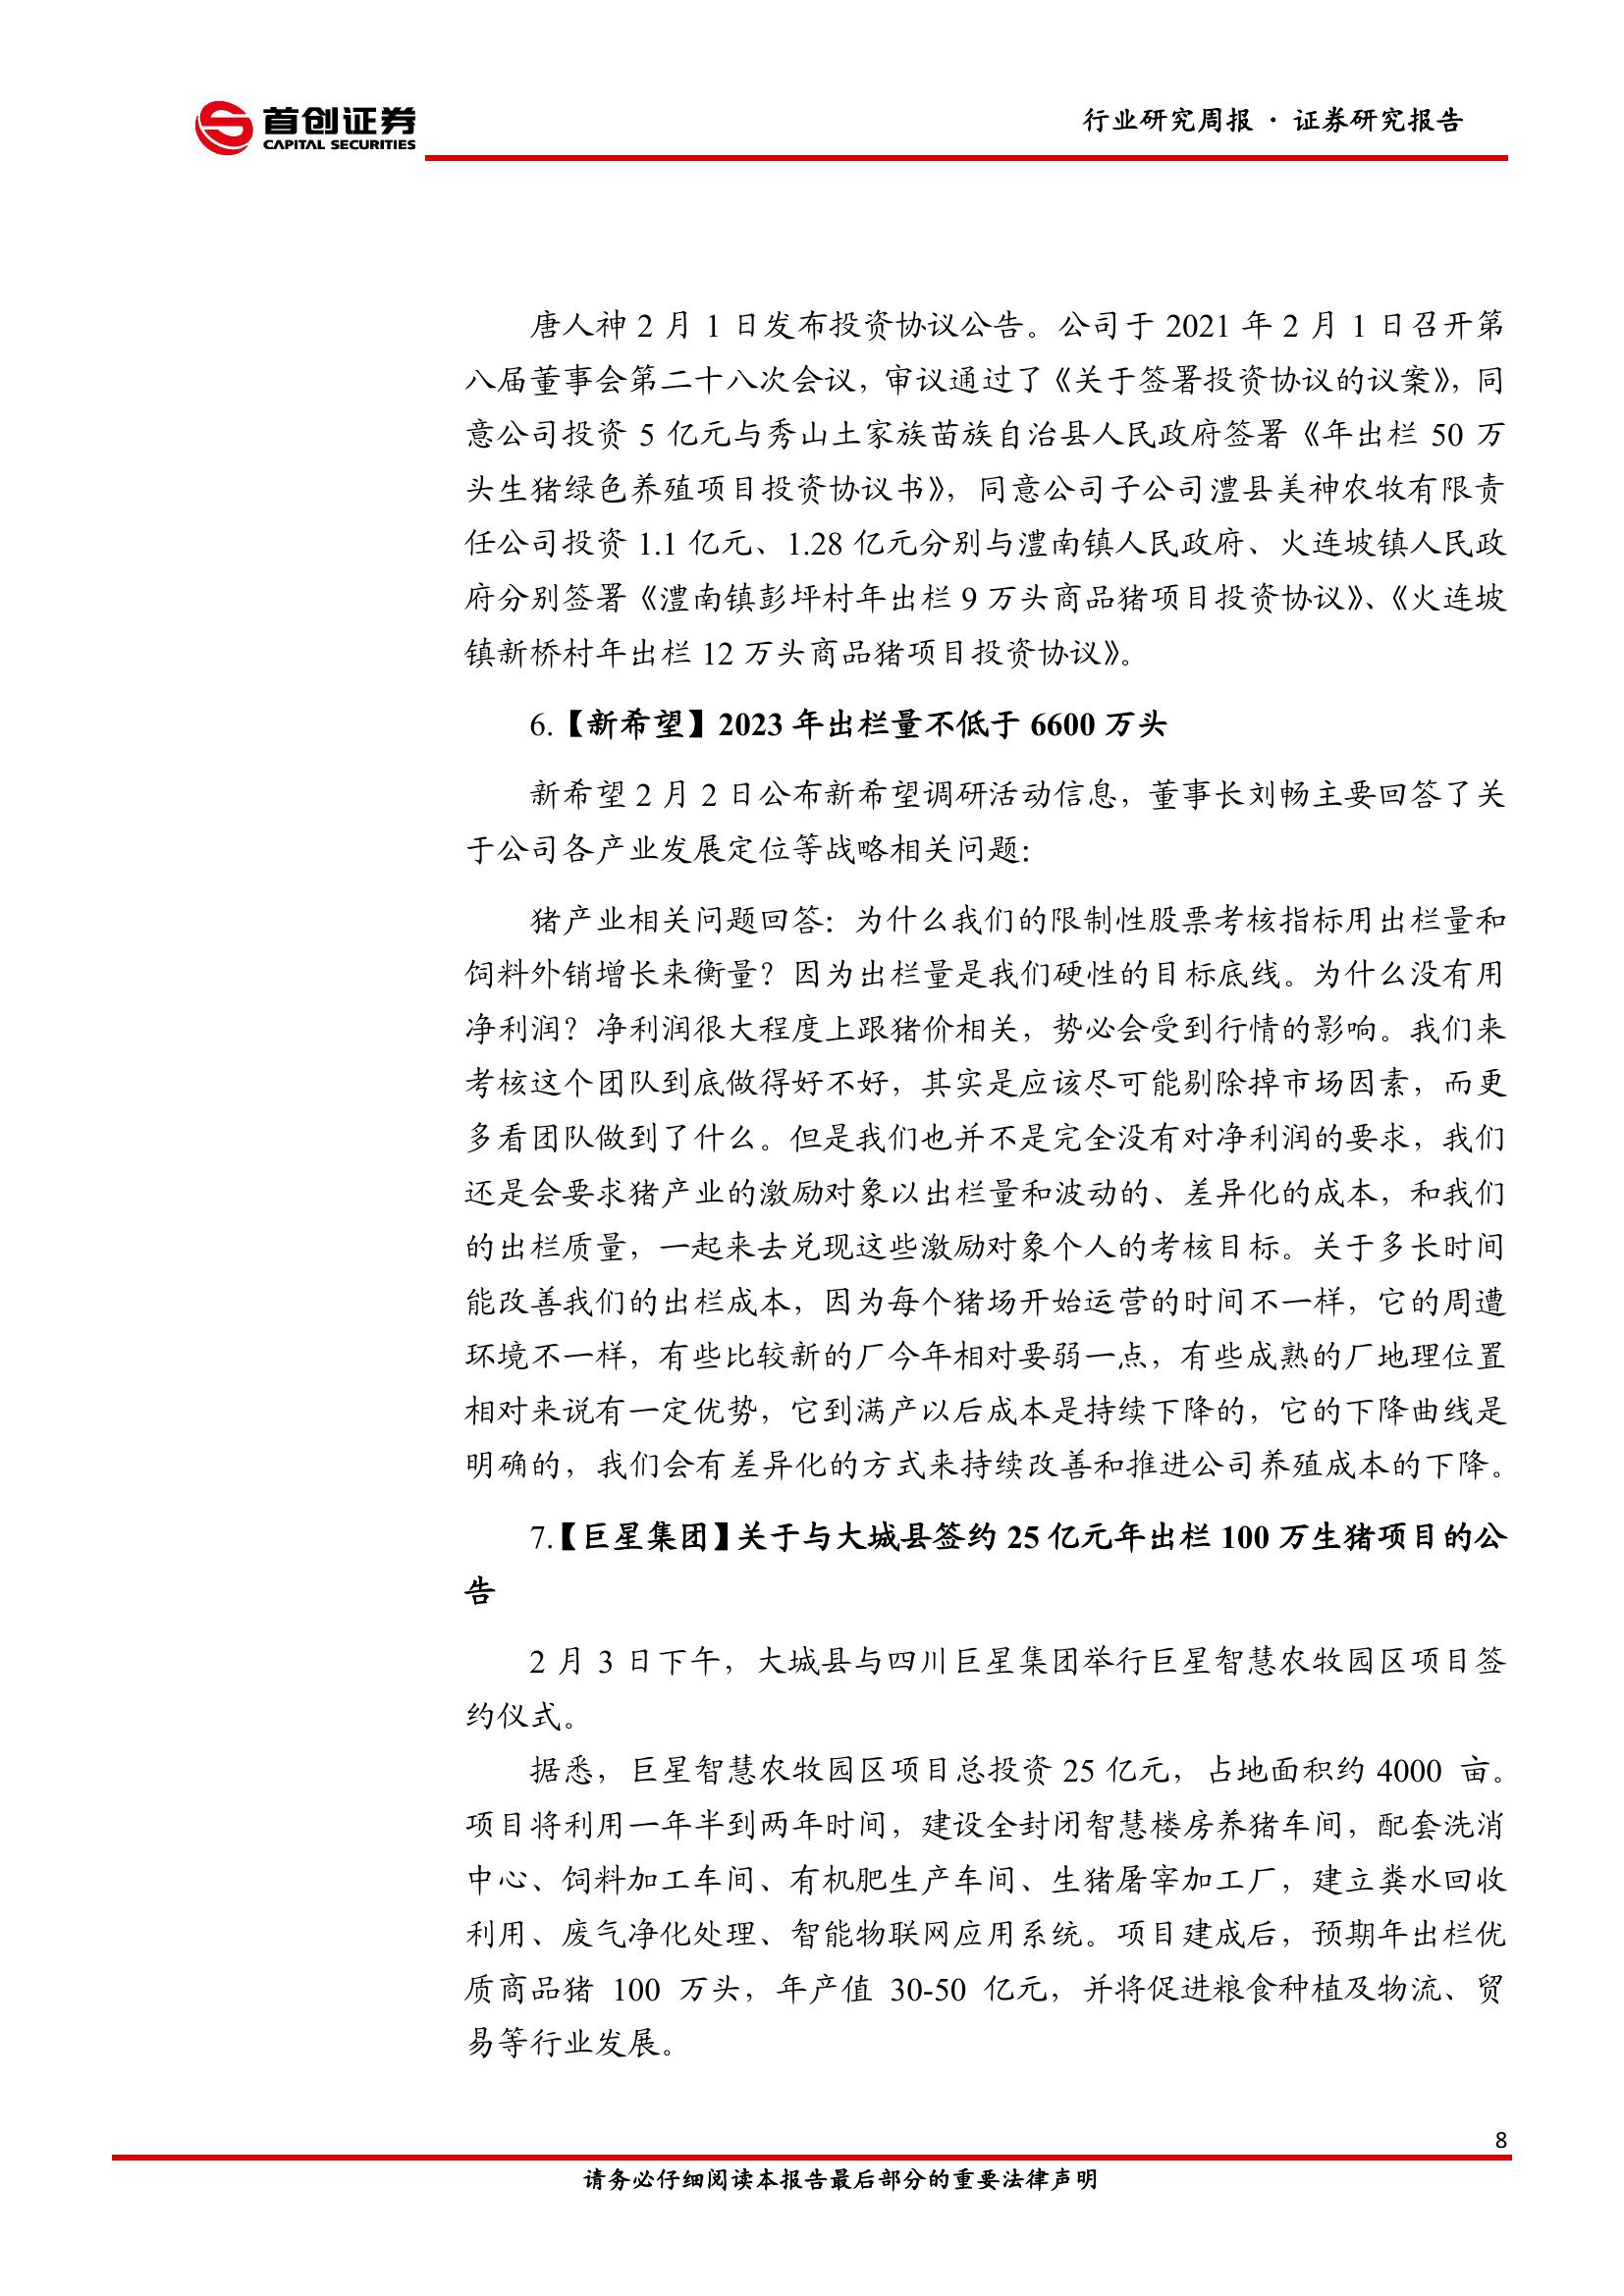 首创证券
CAPITAL SECURITIES
行业研究周报 · 证券研究报告
唐人神 2 月 1 日发布投资协议公告。公司于 2021 年 2 月 1 日召开第
八届董事会第二十八次会议，审议通过了《关于签署投资协议的议案》，同
意公司投资 5 亿元与秀山土家族苗族自治县人民政府签署《年出栏 50 万
头生猪绿色养殖项目投资协议书》，同意公司子公司澧县美神农牧有限责
任公司投资 1.1 亿元、1.28 亿元分别与澧南镇人民政府、火连坡镇人民政
府分别签署《澧南镇彭坪村年出栏 9 万头商品猪项目投资协议》、《火连坡
镇新桥村年出栏 12 万头商品猪项目投资协议》。
6.【新希望】2023 年出栏量不低于 6600 万头
新希望 2 月 2 日公布新希望调研活动信息，董事长刘畅主要回答了关
于公司各产业发展定位等战略相关问题：
猪产业相关问题回答：为什么我们的限制性股票考核指标用出栏量和
饲料外销增长来衡量？因为出栏量是我们硬性的目标底线。为什么没有用
净利润？净利润很大程度上跟猪价相关，势必会受到行情的影响。我们来
考核这个团队到底做得好不好，其实是应该尽可能剔除掉市场因素，而更
多看团队做到了什么。但是我们也并不是完全没有对净利润的要求，我们
还是会要求猪产业的激励对象以出栏量和波动的、差异化的成本，和我们
的出栏质量，一起来去兑现这些激励对象个人的考核目标。关于多长时间
能改善我们的出栏成本，因为每个猪场开始运营的时间不一样，它的周遭
环境不一样，有些比较新的厂今年相对要弱一点，有些成熟的厂地理位置
相对来说有一定优势，它到满产以后成本是持续下降的，它的下降曲线是
明确的，我们会有差异化的方式来持续改善和推进公司养殖成本的下降。
7.【巨星集团】关于与大城县签约 25 亿元年出栏 100 万生猪项目的公
告
2 月 3 日下午，大城县与四川巨星集团举行巨星智慧农牧园区项目签
约仪式。
据悉，巨星智慧农牧园区项目总投资 25 亿元，占地面积约 4000 亩。
项目将利用一年半到两年时间，建设全封闭智慧楼房养猪车间，配套洗消
中心、饲料加工车间、有机肥生产车间、生猪屠宰加工厂，建立粪水回收
利用、废气净化处理、智能物联网应用系统。项目建成后，预期年出栏优
质商品猪 100 万头，年产值 30-50 亿元，并将促进粮食种植及物流、贸
易等行业发展。
8
请务必仔细阅读本报告最后部分的重要法律声明